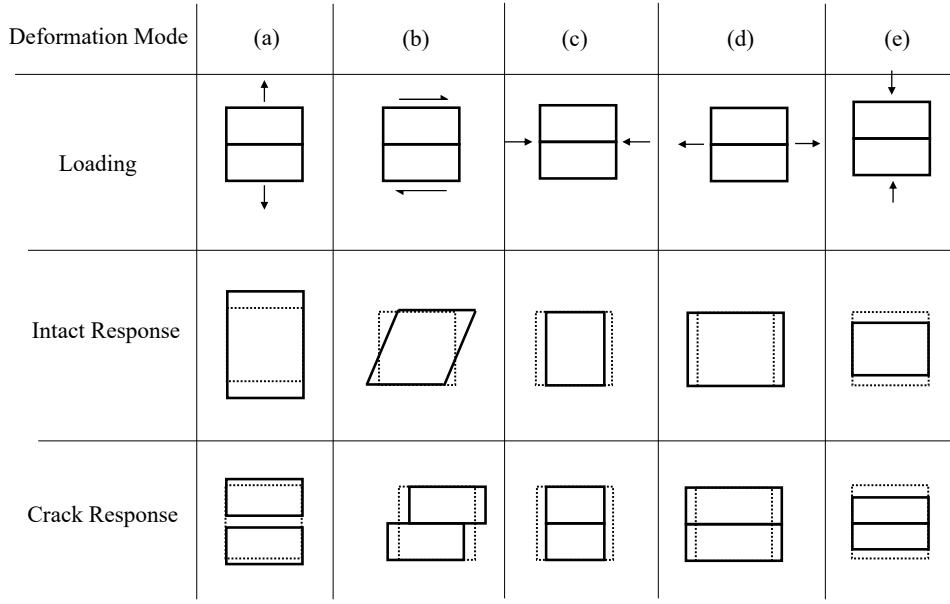 Deformation Mode (a) (b) (c) (d) (e)
Loading
Intact Response
Crack Response